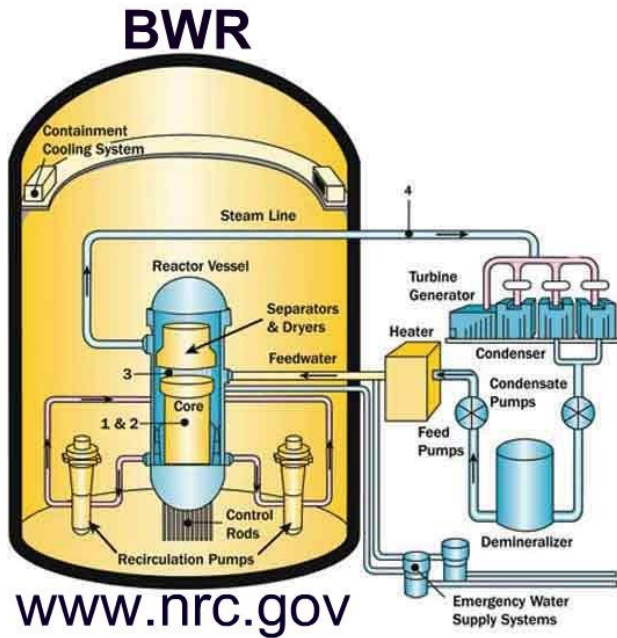 BWR
Containment
Cooling System
4
Steam Line
Reactor Vessel
Turbine
Generator
Separators
& Dryers
Heater
Feedwater
Condenser
3
Condensate
Pumps
Core
1 & 2
Feed
Pumps
Control
Rods
Demineralizer
Recirculation Pumps
Emergency Water
Supply Systems
www.nrc.gov